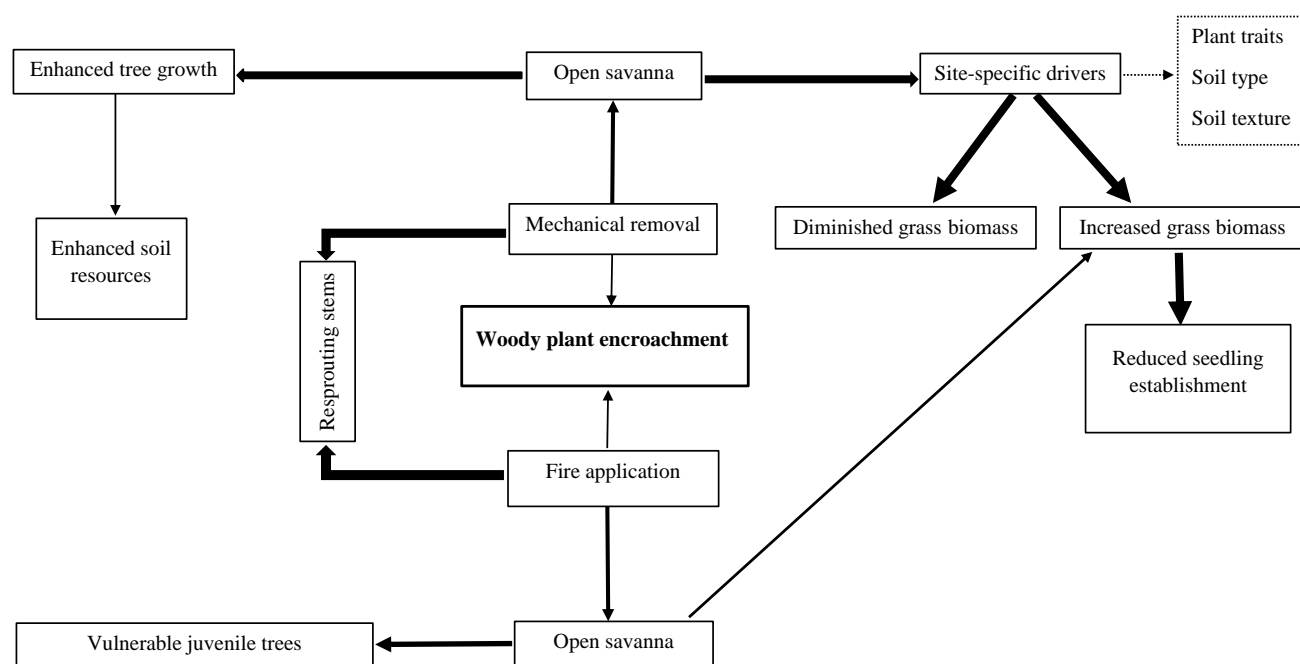 Enhanced tree growth
Open savanna
Site-specific drivers
Plant traits
Soil type
Soil texture
Enhanced soil
resources
Mechanical removal
Diminished grass biomass
Increased grass biomass
Resprouting stems
Woody plant encroachment
Reduced seedling
establishment
Fire application
Vulnerable juvenile trees
Open savanna